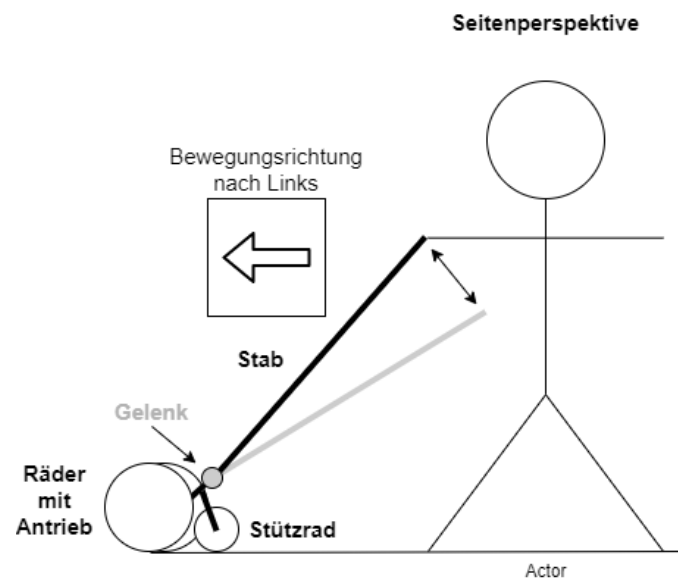 Seitenperspektive
Bewegungsrichtung
nach Links
Stab
Gelenk
Räder
mit
Antrieb
Stützrad
Actor